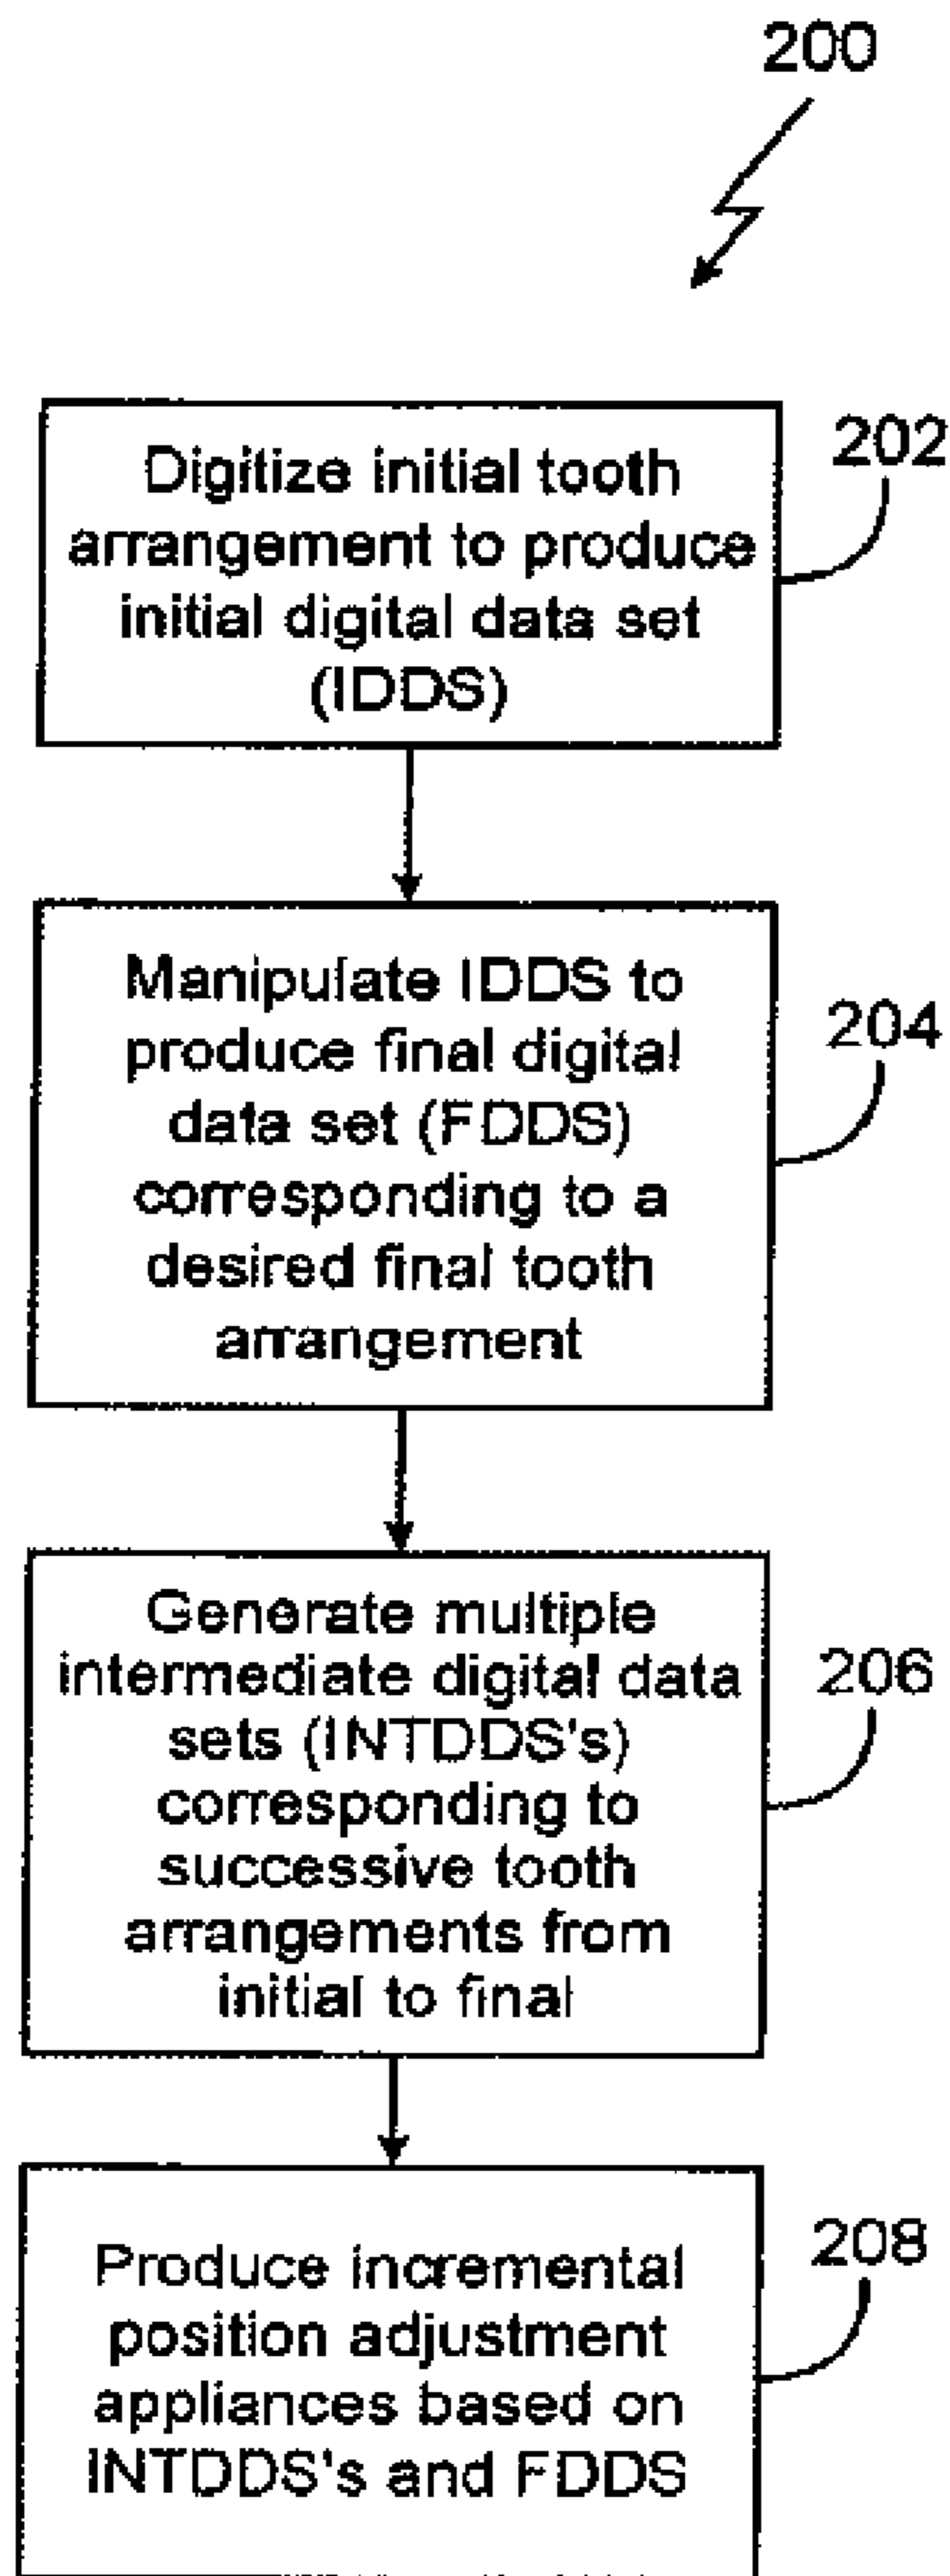 200
Digitize initial tooth
arrangement to produce
initial digital data set
(IDDS)
202
Manipulate IDDS to
produce final digital
data set (FDDS)
corresponding to a
desired final tooth
arrangement
204
Generate multiple
intermediate digital data
sets (INTDDS's)
corresponding to
successive tooth
arrangements from
initial to final
206
Produce incremental
position adjustment
appliances based on
INTDDS's and FDDS
208